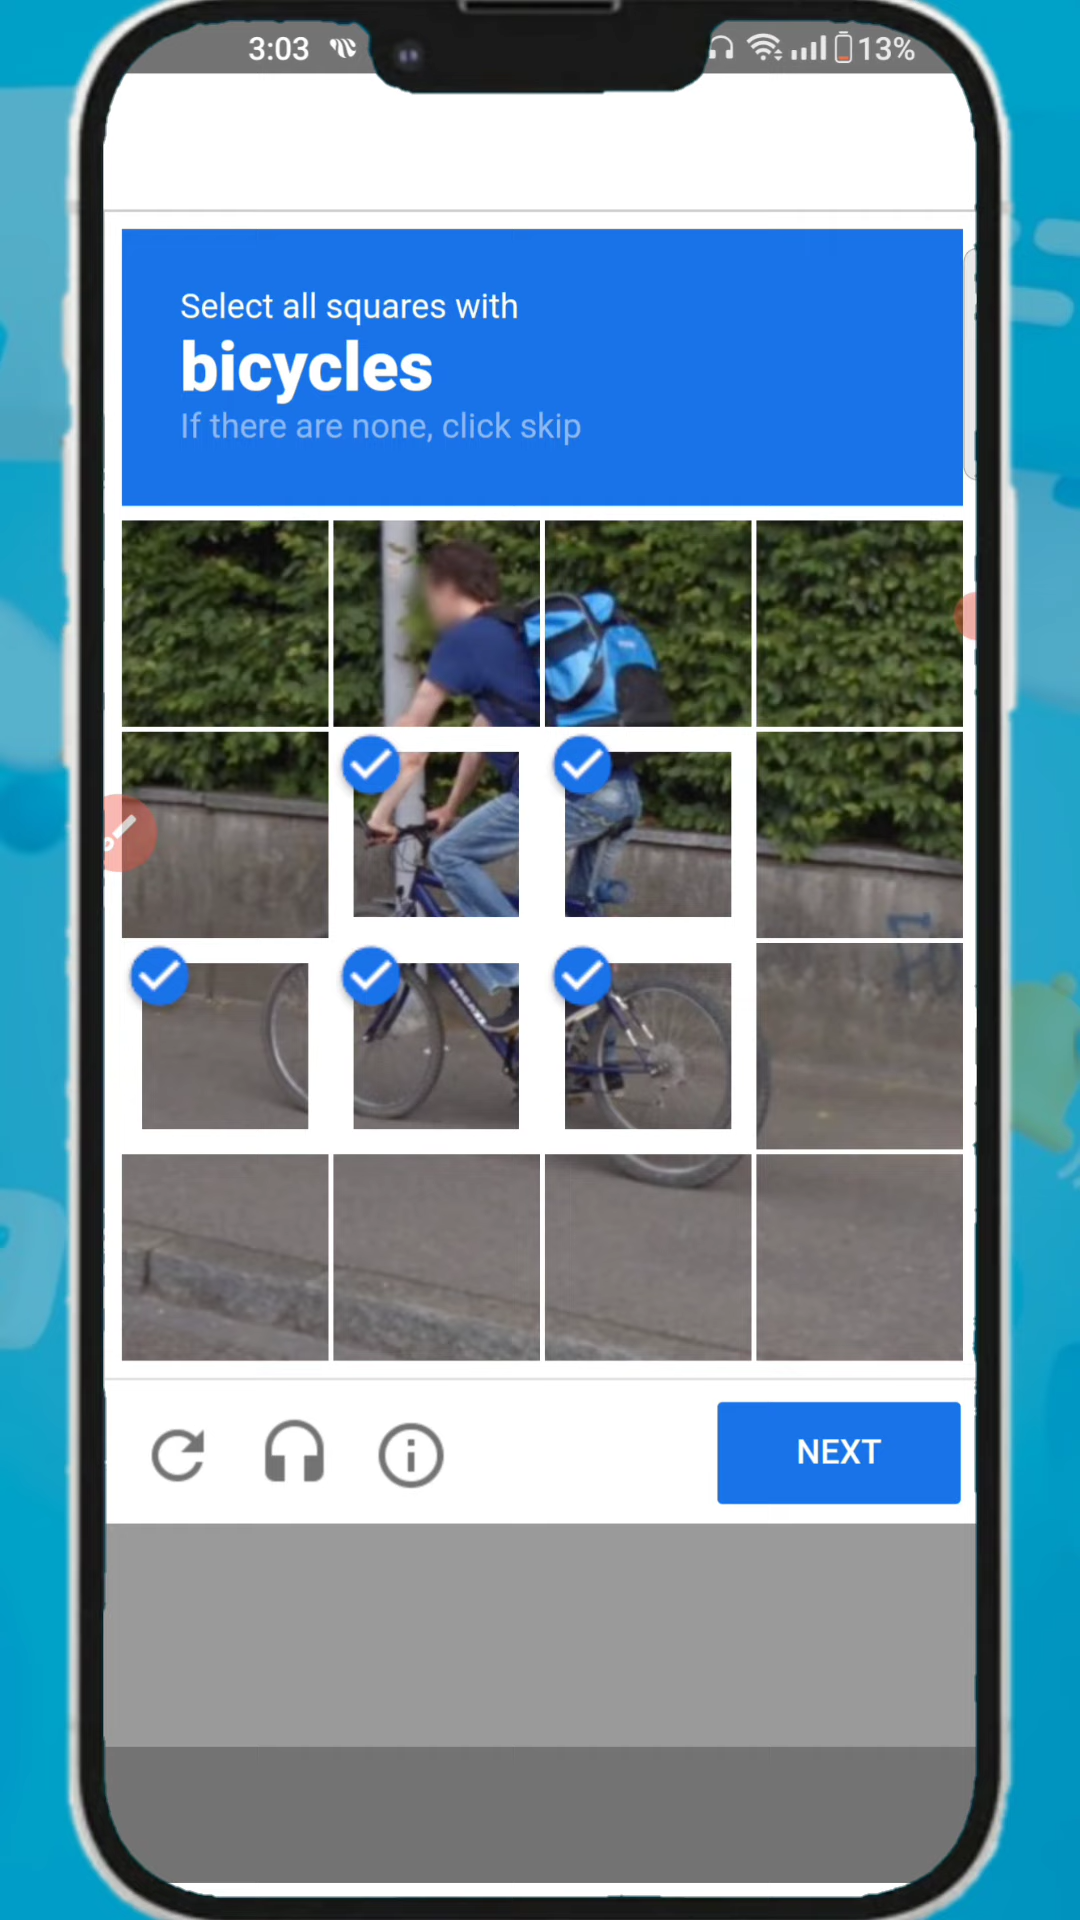 3:03
13%
Select all squares with
bicycles
If there are none, click skip
NEXT